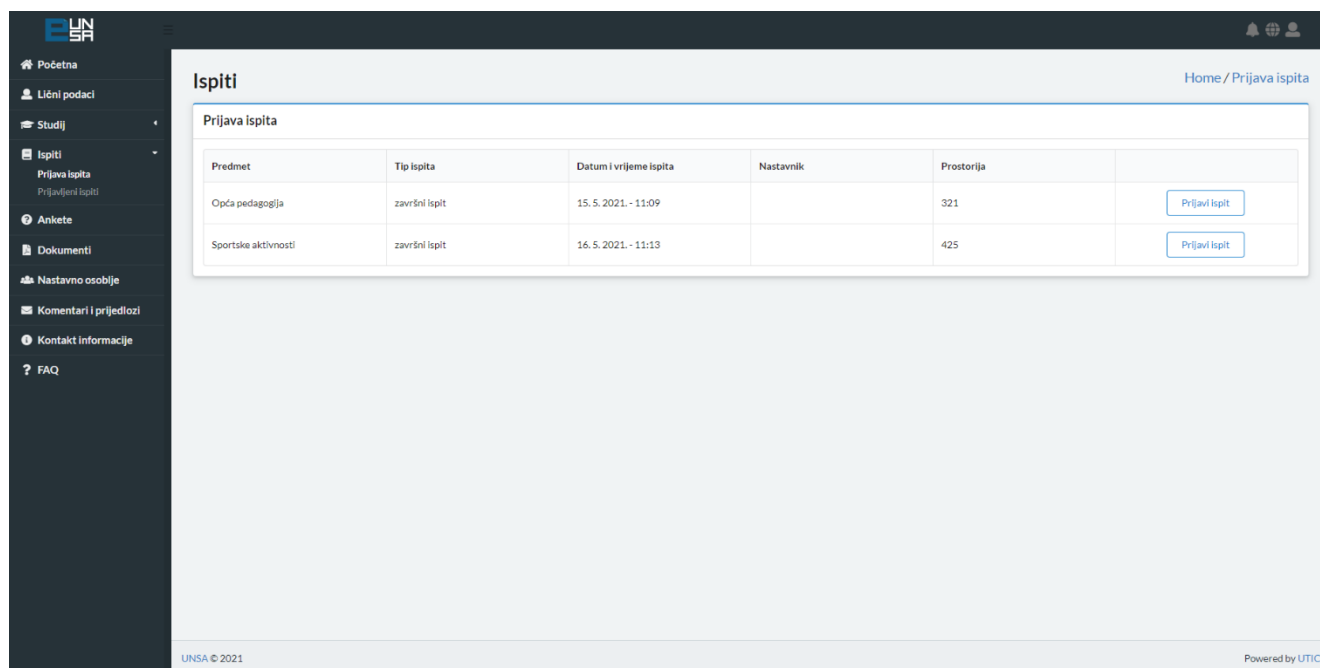 eUNSA
Početna
Lični podaci
Studij
Ispiti
Prijava ispita
Prijavljeni ispiti
Ankete
Dokumenti
Nastavno osoblje
Komentari i prijedlozi
Kontakt informacije
? FAQ
Ispiti
Home / Prijava ispita
Prijava ispita
Predmet Tip ispita Datum i vrijeme ispita Nastavnik Prostorija
Opća pedagogija završni ispit 15. 5. 2021. - 11:09 321 Prijavi ispit
Sportske aktivnosti završni ispit 16. 5. 2021. - 11:13 425 Prijavi ispit
UNSA © 2021
Powered by UTIC